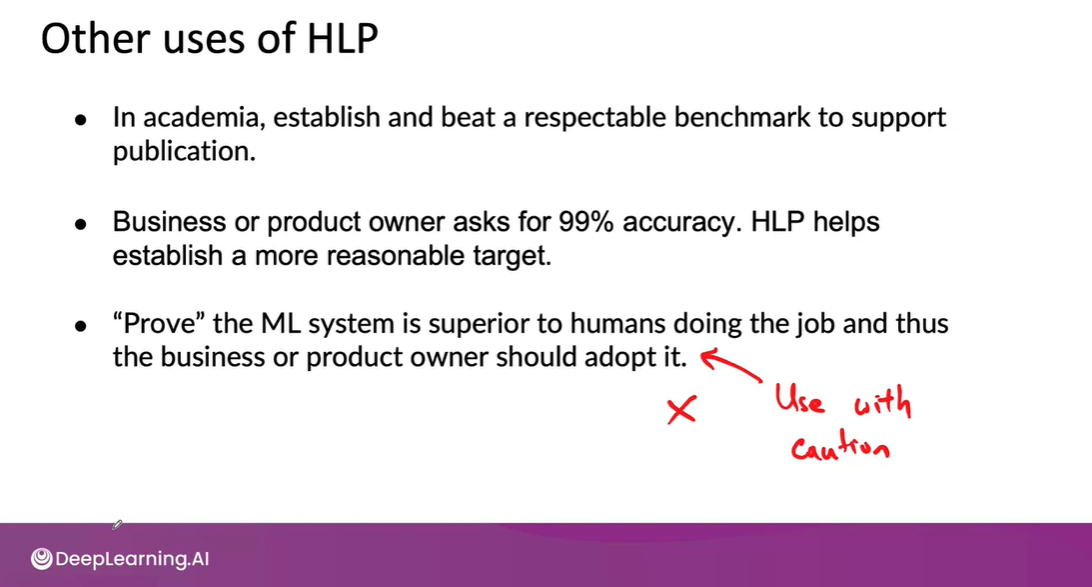 Other uses of HLP
● In academia, establish and beat a respectable benchmark to support
publication.
● Business or product owner asks for 99% accuracy. HLP helps
establish a more reasonable target.
● “Prove” the ML system is superior to humans doing the job and thus
the business or product owner should adopt it.
Use with
caution
DeepLearning.AI